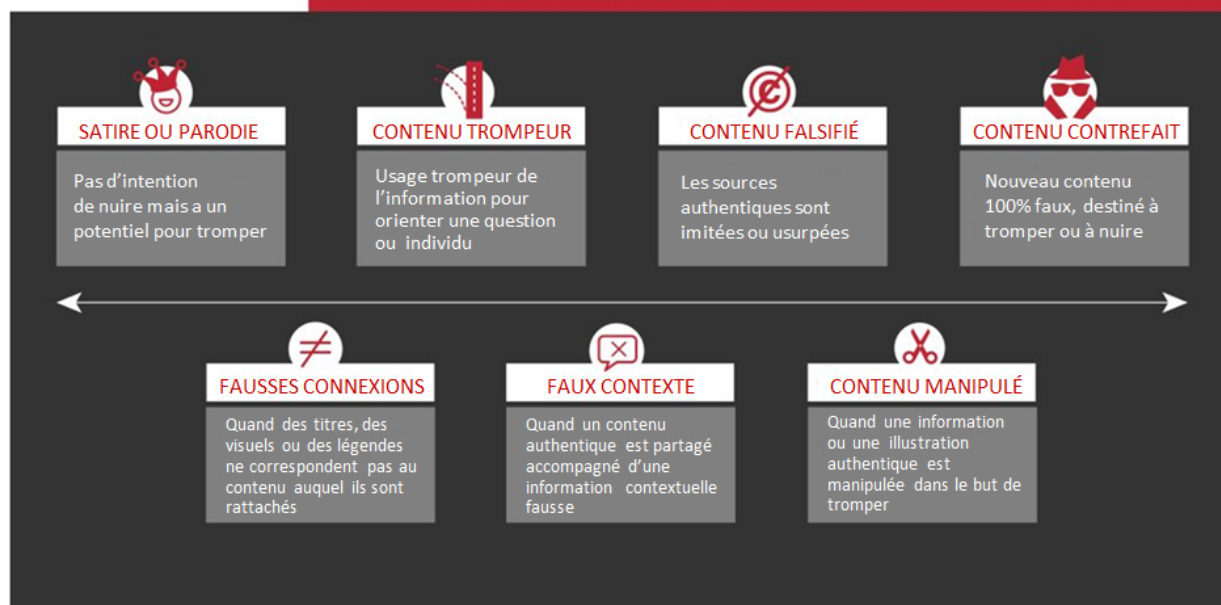 SATIRE OU PARODIE
Pas d’intention
de nuire mais a un
potentiel pour tromper
CONTENU TROMPEUR
Usage trompeur de
l’information pour
orienter une question
ou individu
CONTENU FALSIFIÉ
Les sources
authentiques sont
imitées ou usurpées
CONTENU CONTREFAIT
Nouveau contenu
100% faux, destiné à
tromper ou à nuire
FAUSSES CONNEXIONS
Quand des titres, des
visuels ou des légendes
ne correspondent pas au
contenu auquel ils sont
rattachés
FAUX CONTEXTE
Quand un contenu
authentique est partagé
accompagné d’une
information contextuelle
fausse
CONTENU MANIPULÉ
Quand une information
ou une illustration
authentique est
manipulée dans le but de
tromper